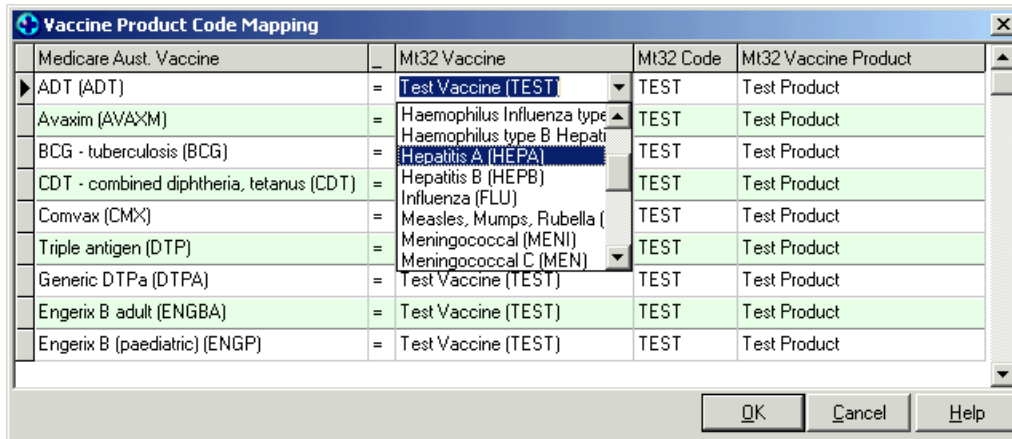 Vaccine Product Code Mapping
Medicare Aust. Vaccine _ Mt32 Vaccine Mt32 Code Mt32 Vaccine Product
ADT (ADT) = Test Vaccine (TEST) TEST Test Product
Avaxim (AVAXM) = TEST Test Product
BCG - tuberculosis (BCG) = TEST Test Product
CDT - combined diphtheria, tetanus (CDT) = TEST Test Product
Comvax (CMX) = TEST Test Product
Triple antigen (DTP) = TEST Test Product
Haemophilus Influenza type
Haemophilus type B Hepati
Hepatitis A (HEPA)
Hepatitis B (HEPB)
Influenza (FLU)
Measles, Mumps, Rubella (
Meningococcal (MENI)
Meningococcal C (MEN)
Generic DTPa (DTPA) = Test Vaccine (TEST) TEST Test Product
Engerix B adult (ENGBA) = Test Vaccine (TEST) TEST Test Product
Engerix B (paediatric) (ENGP) = Test Vaccine (TEST) TEST Test Product
OK Cancel Help